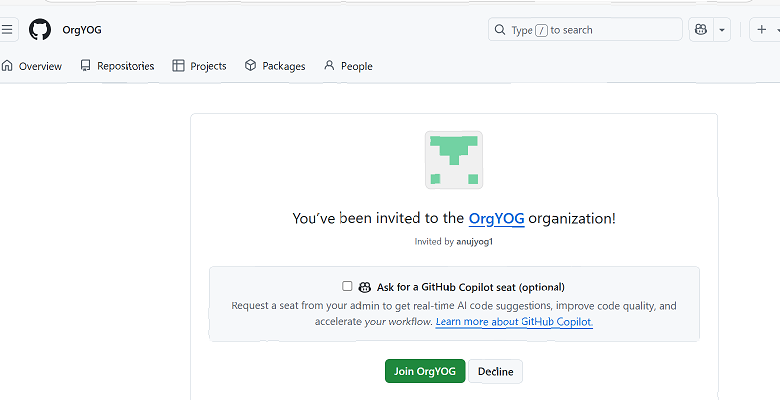 OrgYOG
Type / to search
Overview Repositories Projects Packages People
You've been invited to the OrgYOG organization!
Invited by anujyog1
Ask for a GitHub Copilot seat (optional)
Request a seat from your admin to get real-time AI code suggestions, improve code quality, and
accelerate your workflow. Learn more about GitHub Copilot.
Join OrgYOG Decline